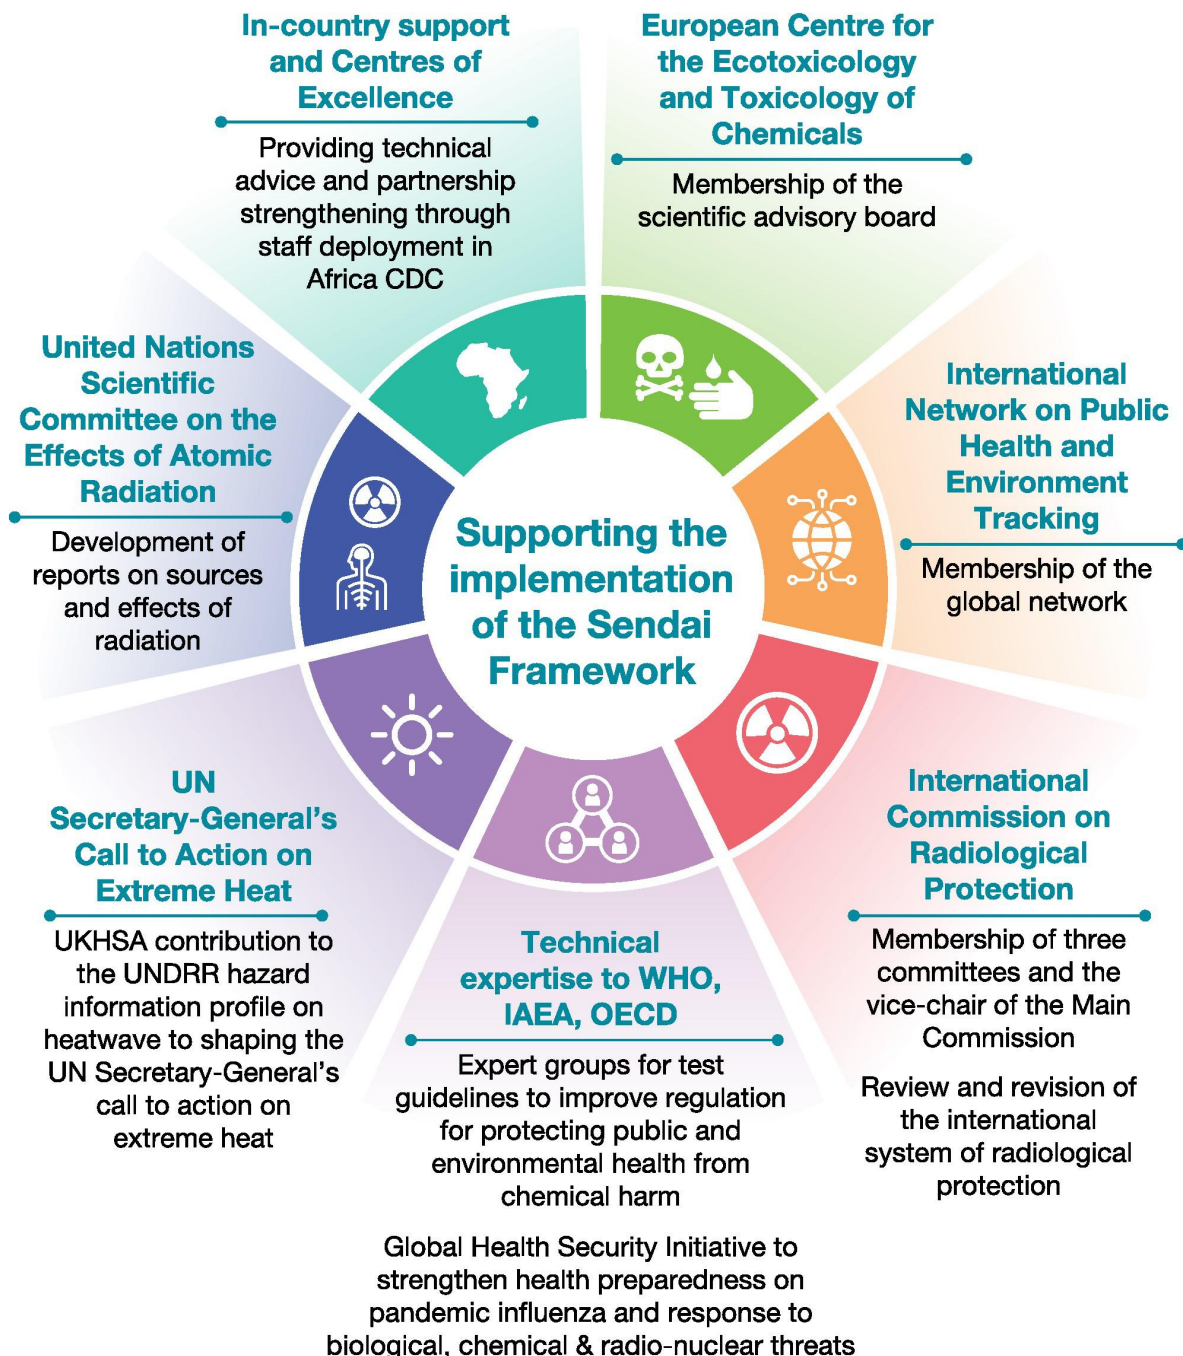 In-country support
and Centres of
Excellence
Providing technical
advice and partnership
strengthening through
staff deployment in
Africa CDC
European Centre for
the Ecotoxicology
and Toxicology of
Chemicals
Membership of the
scientific advisory board
United Nations
Scientific
Committee on the
Effects of Atomic
Radiation
Development of
reports on sources
and effects of
radiation
International
Network on Public
Health and
Environment
Tracking
Membership of the
global network
Supporting the
implementation
of the Sendai
Framework
UN
Secretary-General’s
Call to Action on
Extreme Heat
UKHSA contribution to
the UNDRR hazard
information profile on
heatwave to shaping the
UN Secretary-General’s
call to action on
extreme heat
Technical
expertise to WHO,
IAEA, OECD
Expert groups for test
guidelines to improve regulation
for protecting public and
environmental health from
chemical harm
Global Health Security Initiative to
strengthen health preparedness on
pandemic influenza and response to
biological, chemical & radio-nuclear threats
International
Commission on
Radiological
Protection
Membership of three
committees and the
vice-chair of the Main
Commission
Review and revision of
the international
system of radiological
protection